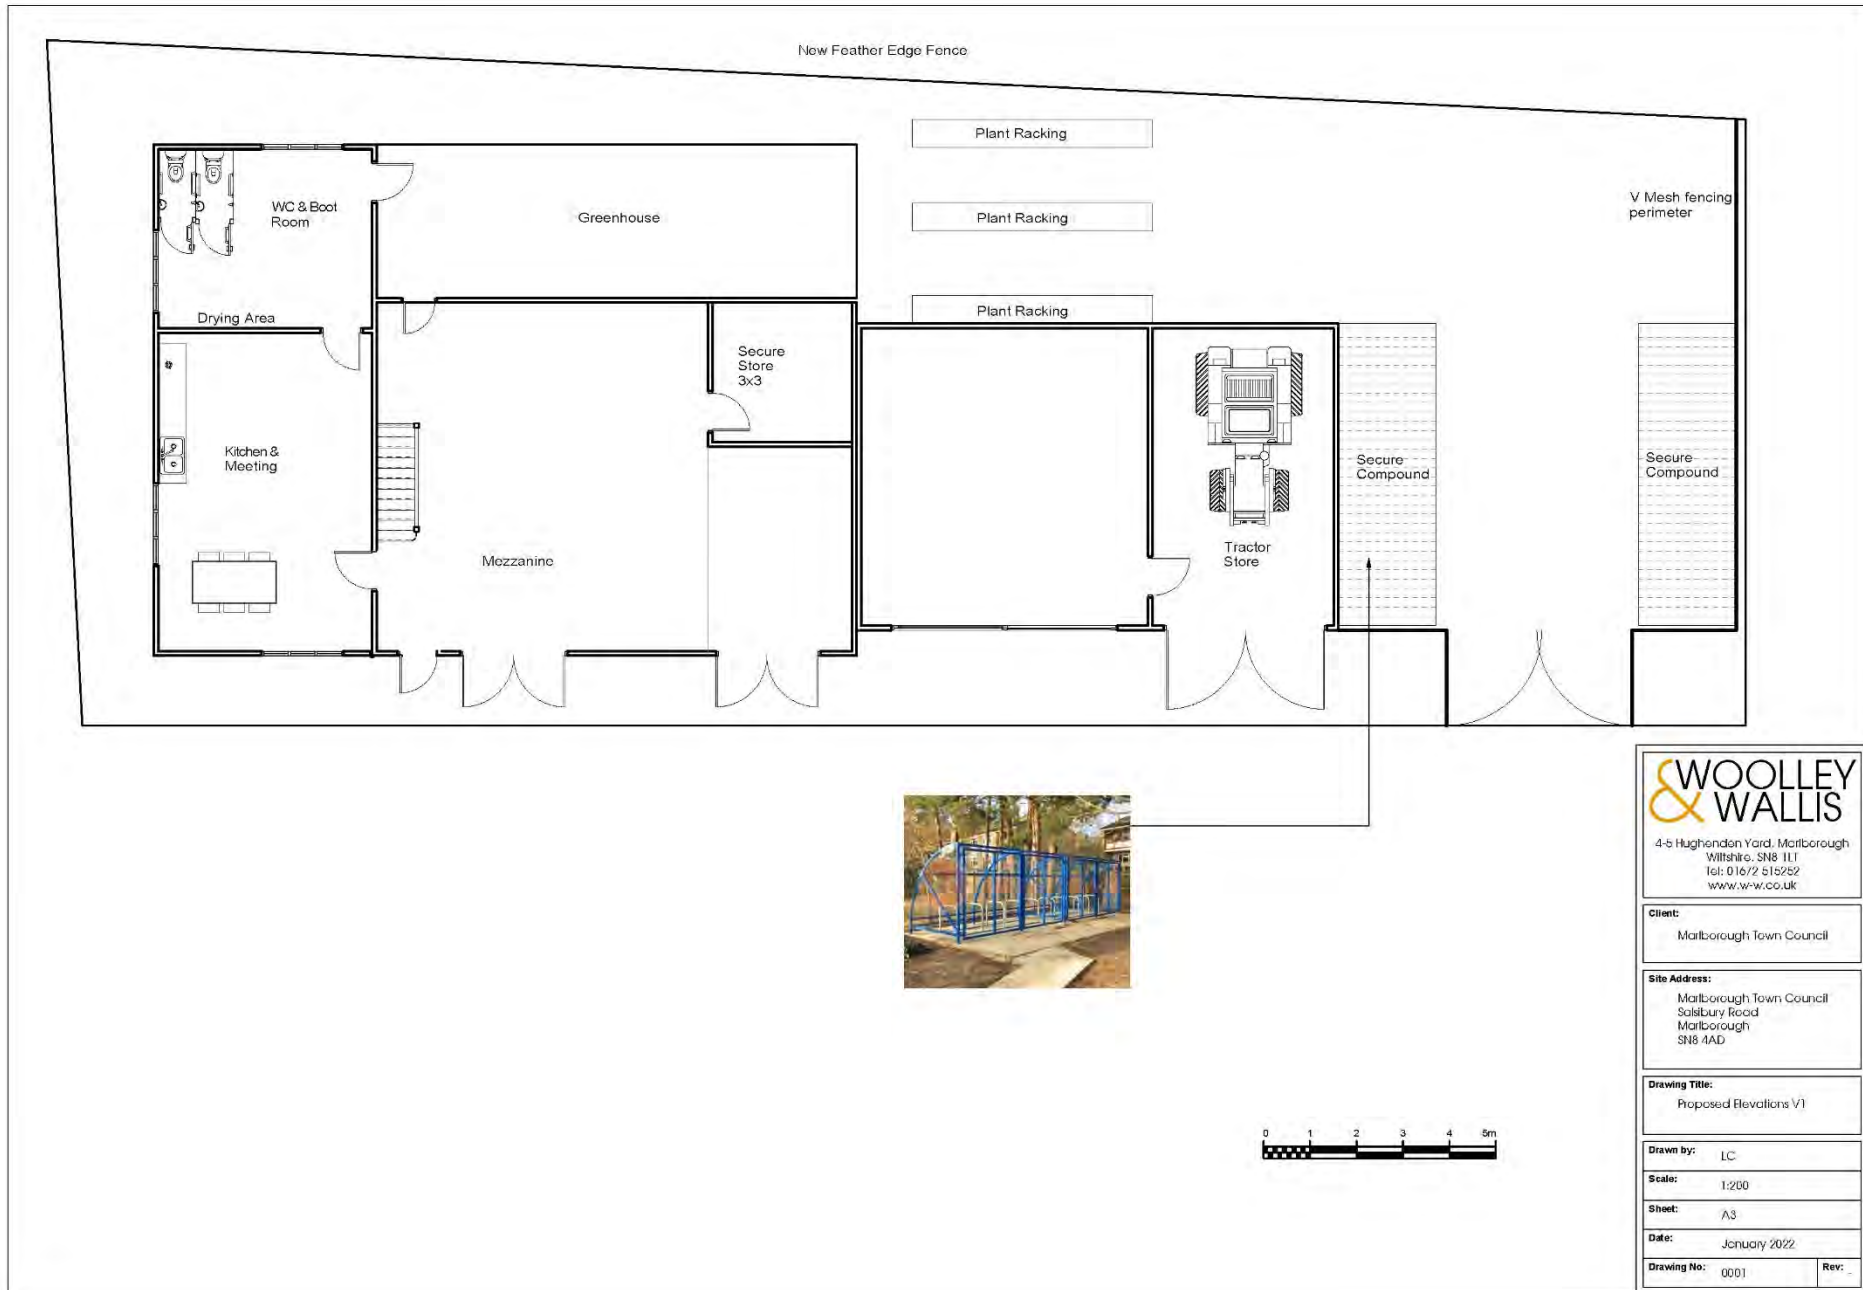 New Feather Edge Fence
Plant Racking
Plant Racking
Plant Racking
V Mesh fencing
perimeter
WC & Boot
Room
Greenhouse
Drying Area
Secure
Store
3x3
Kitchen &
Meeting
Mezzanine
Tractor
Store
Secure
Compound
Secure
Compound
&WOOLLEY
WALLIS
4-5 Hughenden Yard, Marlborough
Wiltshire, SN8 1LT
Tel: 01672 515252
www.w-w.co.uk
Client:
Marlborough Town Council
Site Address:
Marlborough Town Council
Salsibury Road
Marlborough
SN8 4AD
Drawing Title:
Proposed Elevations V1
0 1 2 3 4 5m
Drawn by: LC
Scale: 1:200
Sheet: A3
Date: January 2022
Drawing No: 0001 Rev: -